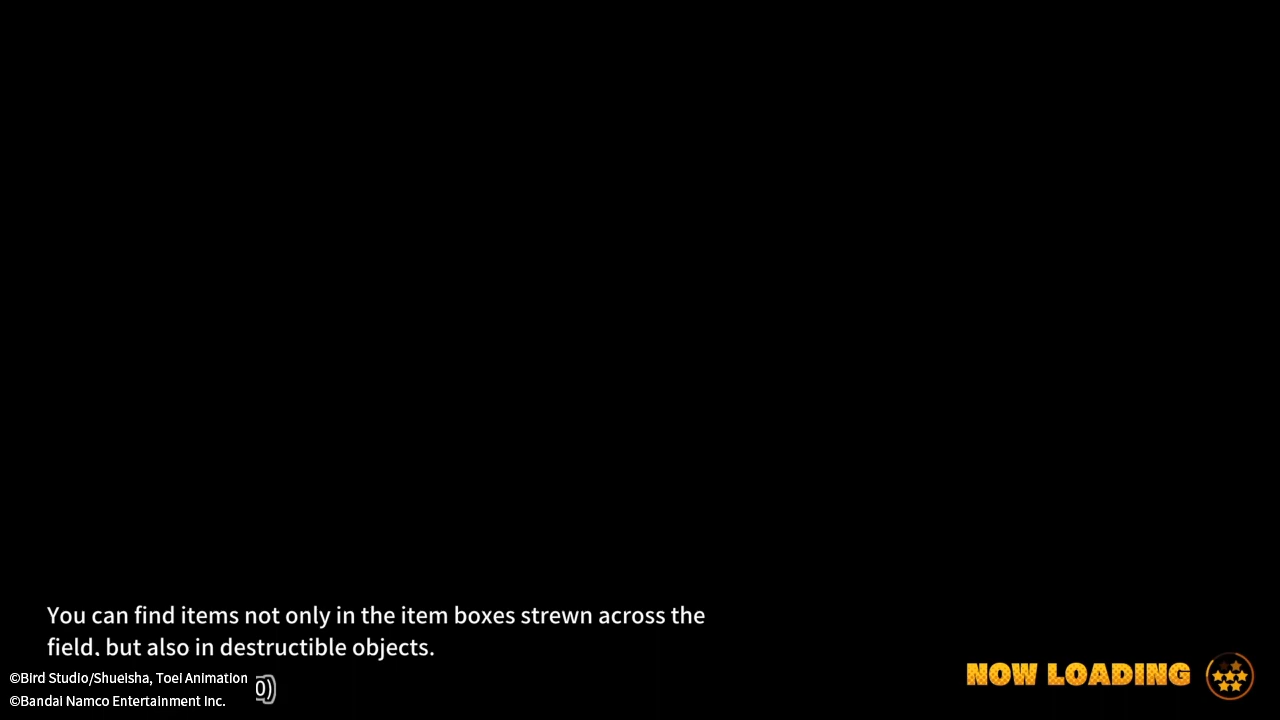 You can find items not only in the item boxes strewn across the
field, but also in destructible objects.
©Bird Studio/Shueisha, Toei Animation
©Bandai Namco Entertainment Inc.
NOW LOADING